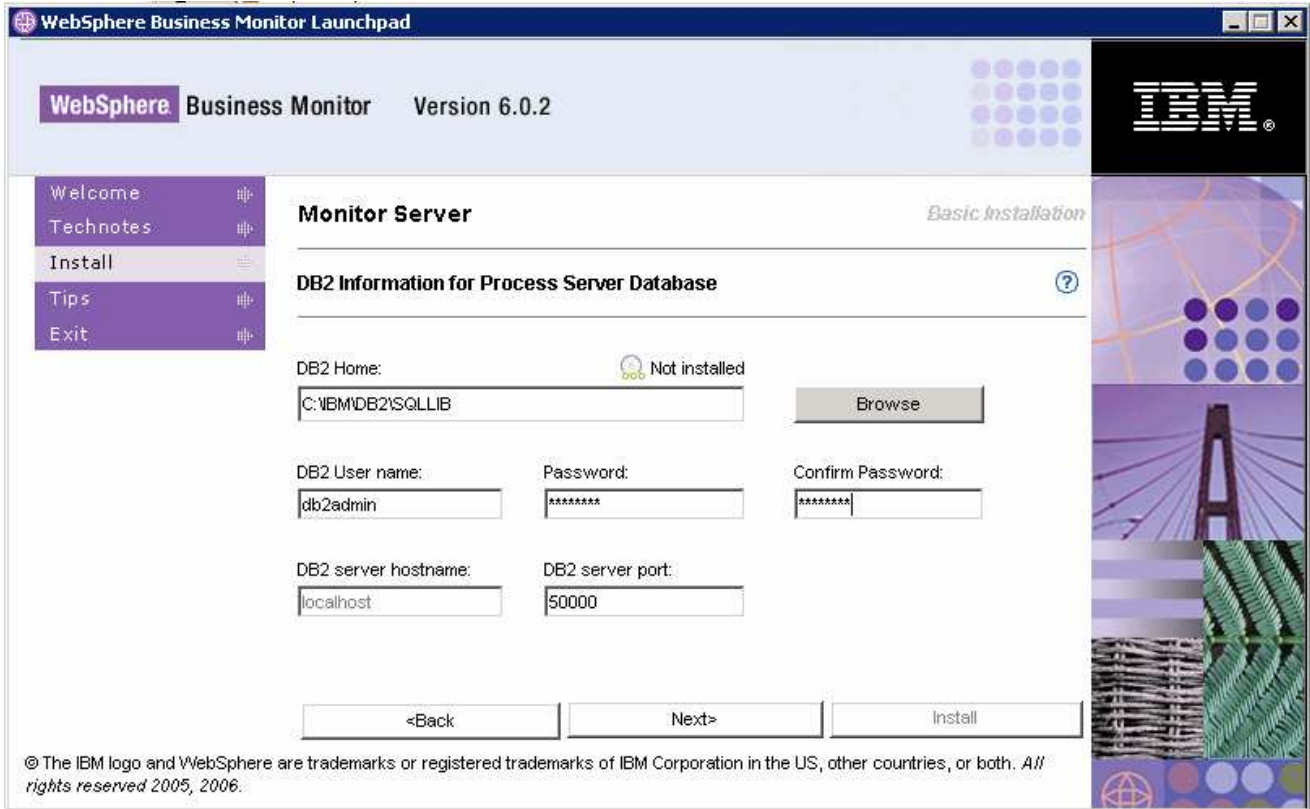 WebSphere Business Monitor Launchpad
WebSphere Business Monitor Version 6.0.2
IBM®
Welcome
Technotes
Install
Tips
Exit
Monitor Server
Basic Installation
DB2 Information for Process Server Database
?
DB2 Home:
Not installed
C:\IBM\DB2\SQLLIB
Browse
DB2 User name:
Password:
Confirm Password:
db2admin
********
********
DB2 server hostname:
DB2 server port:
localhost
50000
<Back
Next>
Install
© The IBM logo and WebSphere are trademarks or registered trademarks of IBM Corporation in the US, other countries, or both. All
rights reserved 2005, 2006.